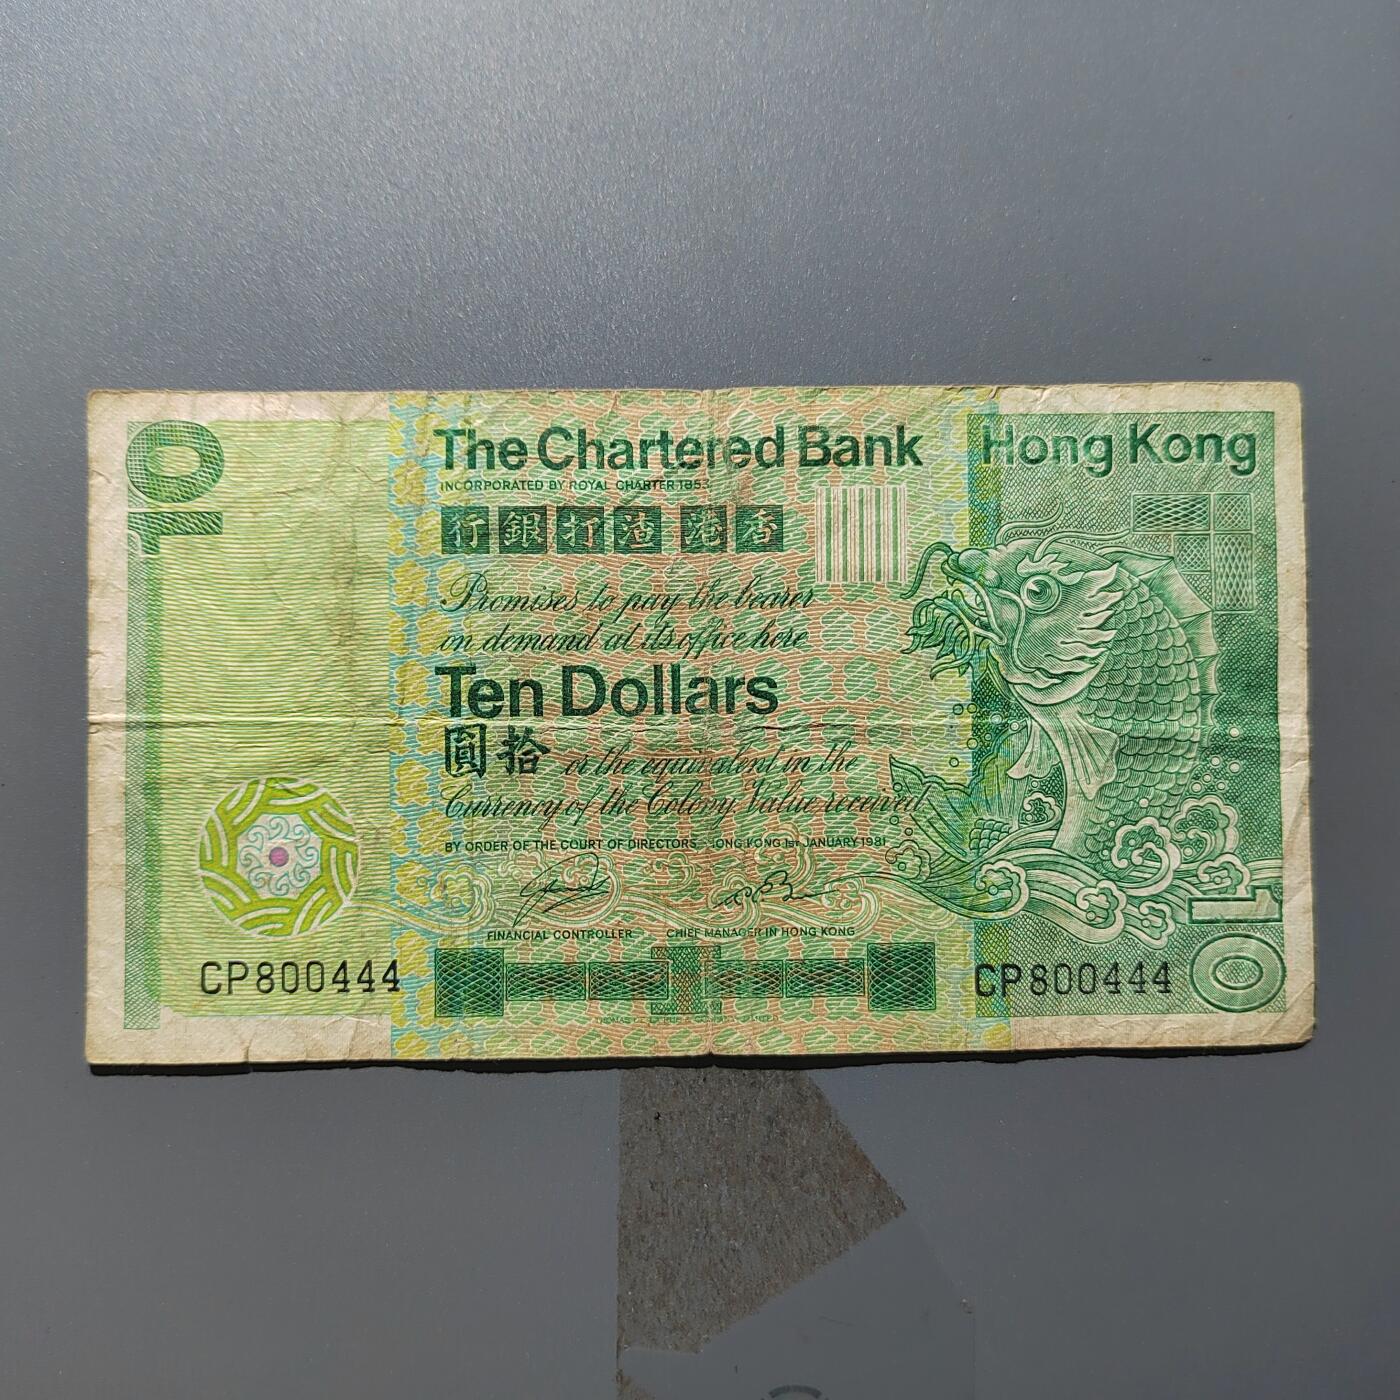 10
The Chartered Bank
Hong Kong
INCORPORATED BY ROYAL CHARTER 1853
行銀打渣 港香
Promises to pay the bearer
on demand at its office here
Ten Dollars
圓拾 or the equivalent in the
Currency of the Colony Value received
BY ORDER OF THE COURT OF DIRECTORS HONG KONG 1ST JANUARY 1981
FINANCIAL CONTROLLER CHIEF MANAGER IN HONG KONG
CP800444
CP800444
10